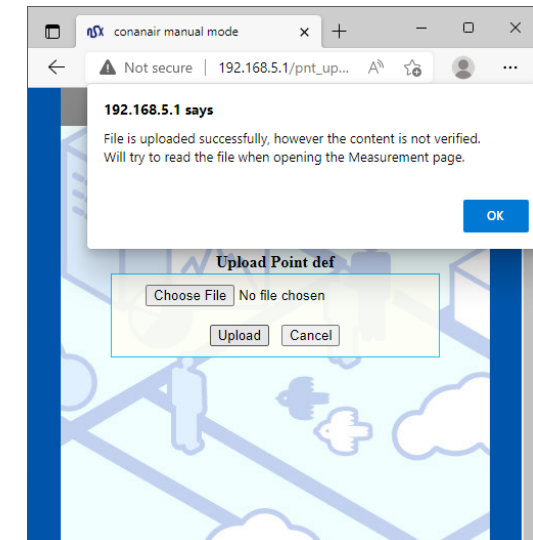 nsx conanair manual mode
Not secure | 192.168.5.1/pnt_up...
192.168.5.1 says
File is uploaded successfully, however the content is not verified.
Will try to read the file when opening the Measurement page.
OK
Upload Point def
Choose File No file chosen
Upload Cancel